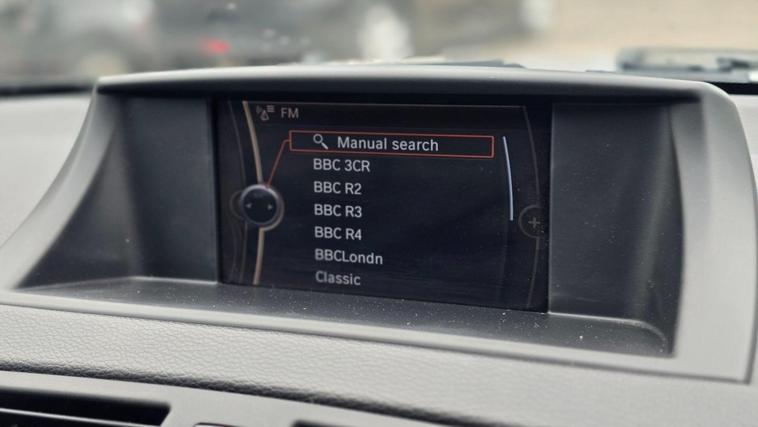 FM
Manual search
BBC 3CR
BBC R2
BBC R3
BBC R4
BBCLondn
Classic